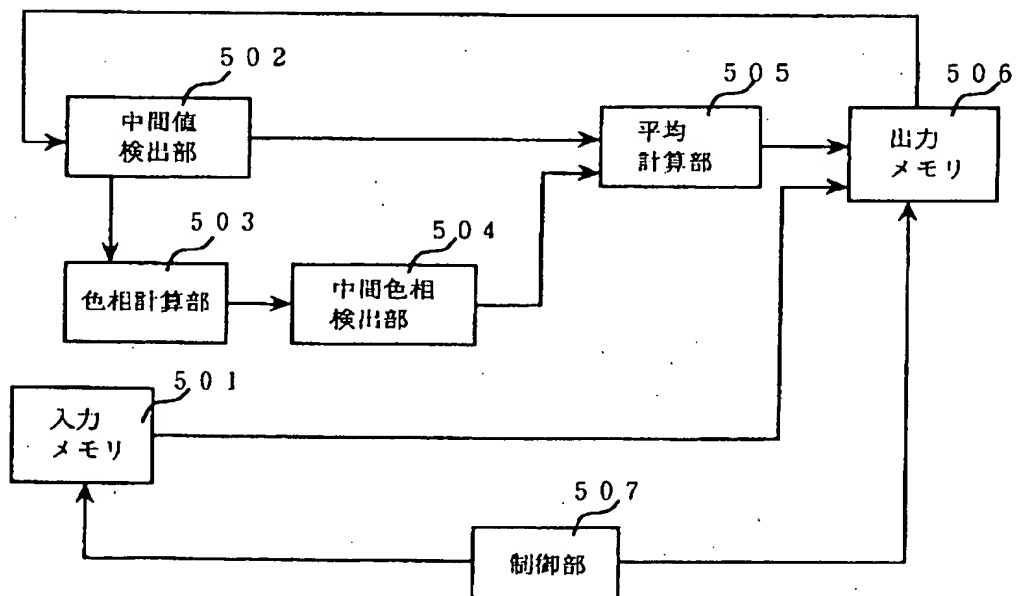 502
中間値
検出部
505
平均
計算部
506
出力
メモリ
503
色相計算部
504
中間色相
検出部
501
入力
メモリ
507
制御部